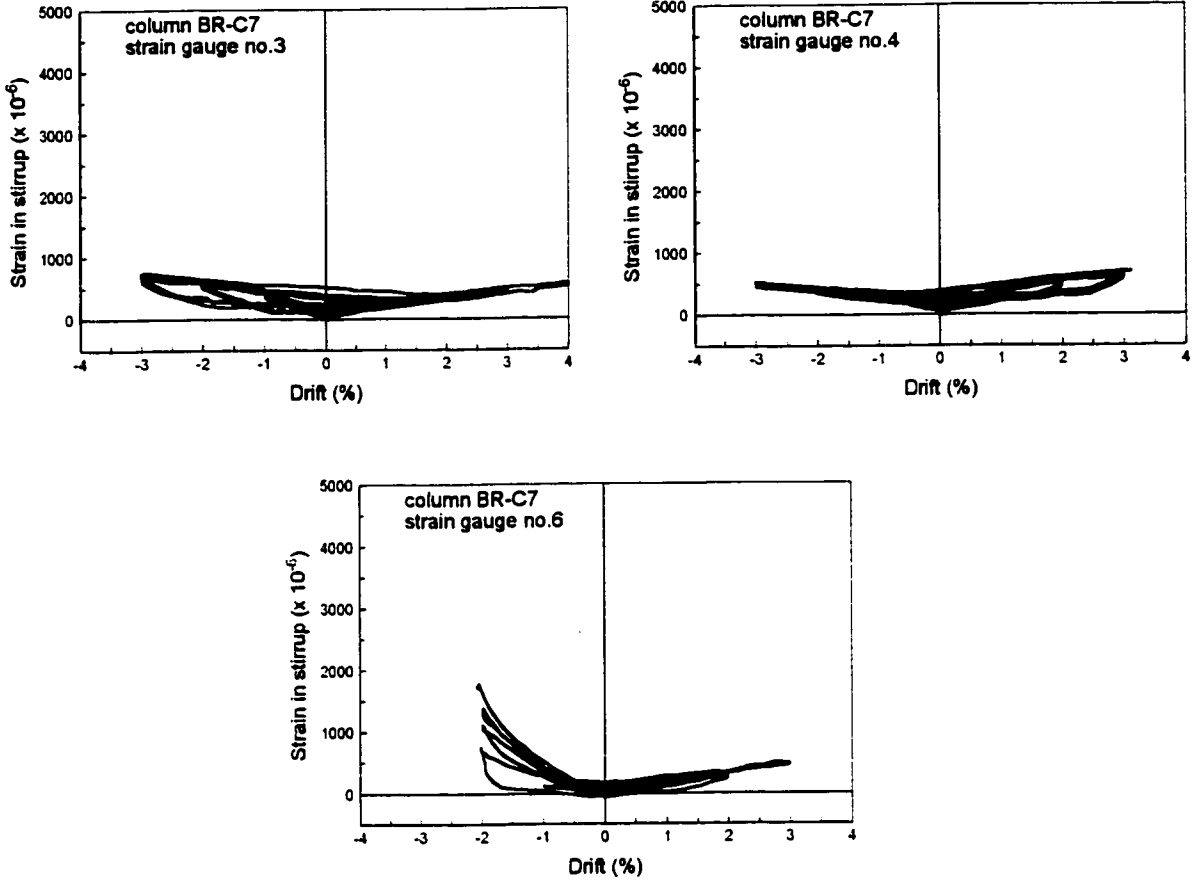 column BR-C7
strain gauge no.3
Strain in stirrup (x 10⁻⁶)
5000
4000
3000
2000
1000
0
-4 -3 -2 -1 0 1 2 3 4
Drift (%)
column BR-C7
strain gauge no.4
Strain in stirrup (x 10⁻⁶)
5000
4000
3000
2000
1000
0
-4 -3 -2 -1 0 1 2 3 4
Drift (%)
column BR-C7
strain gauge no.6
Strain in stirrup (x 10⁻⁶)
5000
4000
3000
2000
1000
0
-4 -3 -2 -1 0 1 2 3 4
Drift (%)